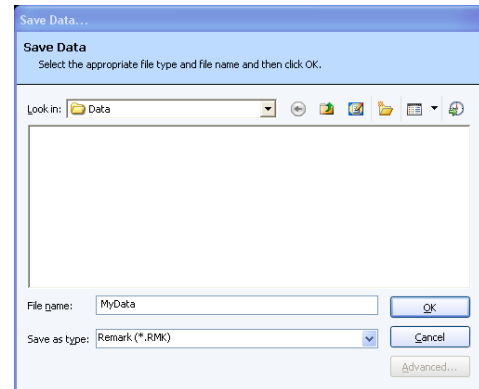 Save Data...
Save Data
Select the appropriate file type and file name and then click OK.
Look in: Data
File name: MyData
OK
Save as type: Remark (*.RMK)
Cancel
Advanced...